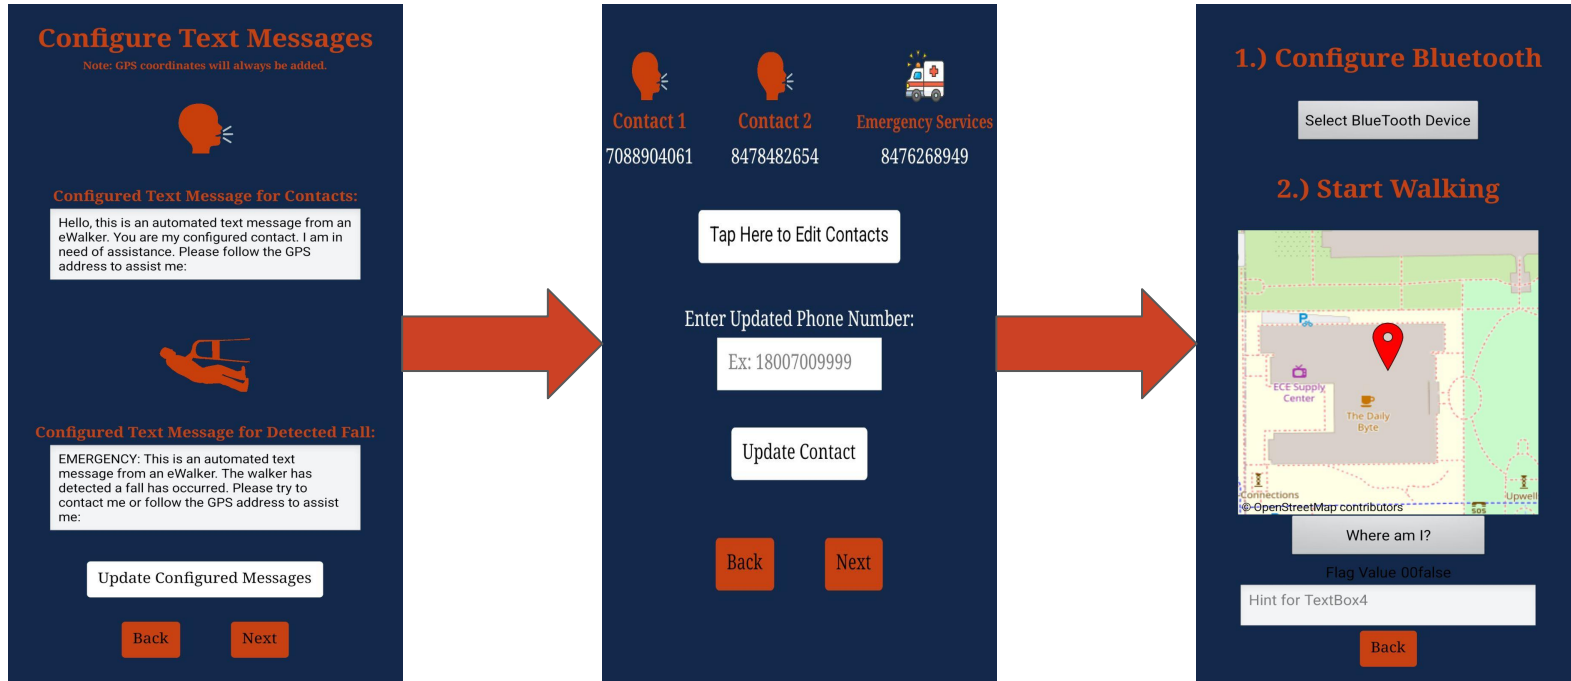 Configure Text Messages
Note: GPS coordinates will always be added.
Configured Text Message for Contacts:
Hello, this is an automated text message from an
eWalker. You are my configured contact. I am in
need of assistance. Please follow the GPS
address to assist me:
Configured Text Message for Detected Fall:
EMERGENCY: This is an automated text
message from an eWalker. The walker has
detected a fall has occurred. Please try to
contact me or follow the GPS address to assist
me:
Update Configured Messages
Back
Next
Contact 1
Contact 2
Emergency Services
7088904061
8478482654
8476268949
Tap Here to Edit Contacts
Enter Updated Phone Number:
Ex: 18007009999
Update Contact
Back
Next
1.) Configure Bluetooth
Select BlueTooth Device
2.) Start Walking
P
ECE Supply
Center
The Daily
Byte
Connections
Upwell
© OpenStreetMap contributors
SOS
Where am I?
Flag Value 00false
Hint for TextBox4
Back